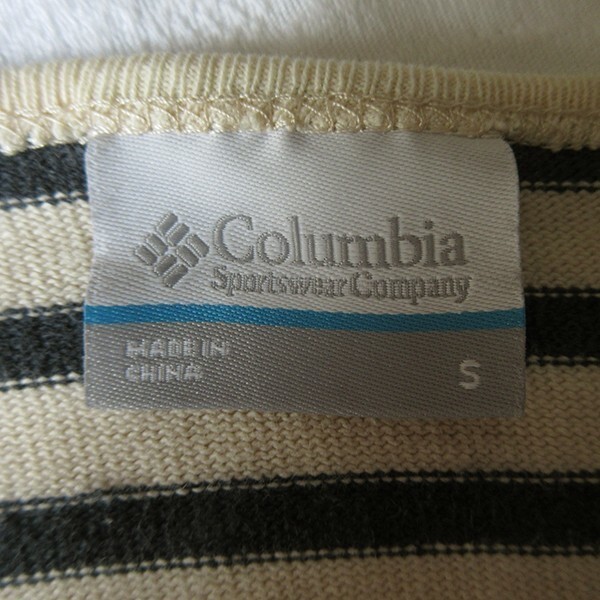 Columbia
Sportswear Company
MADE IN
CHINA
S